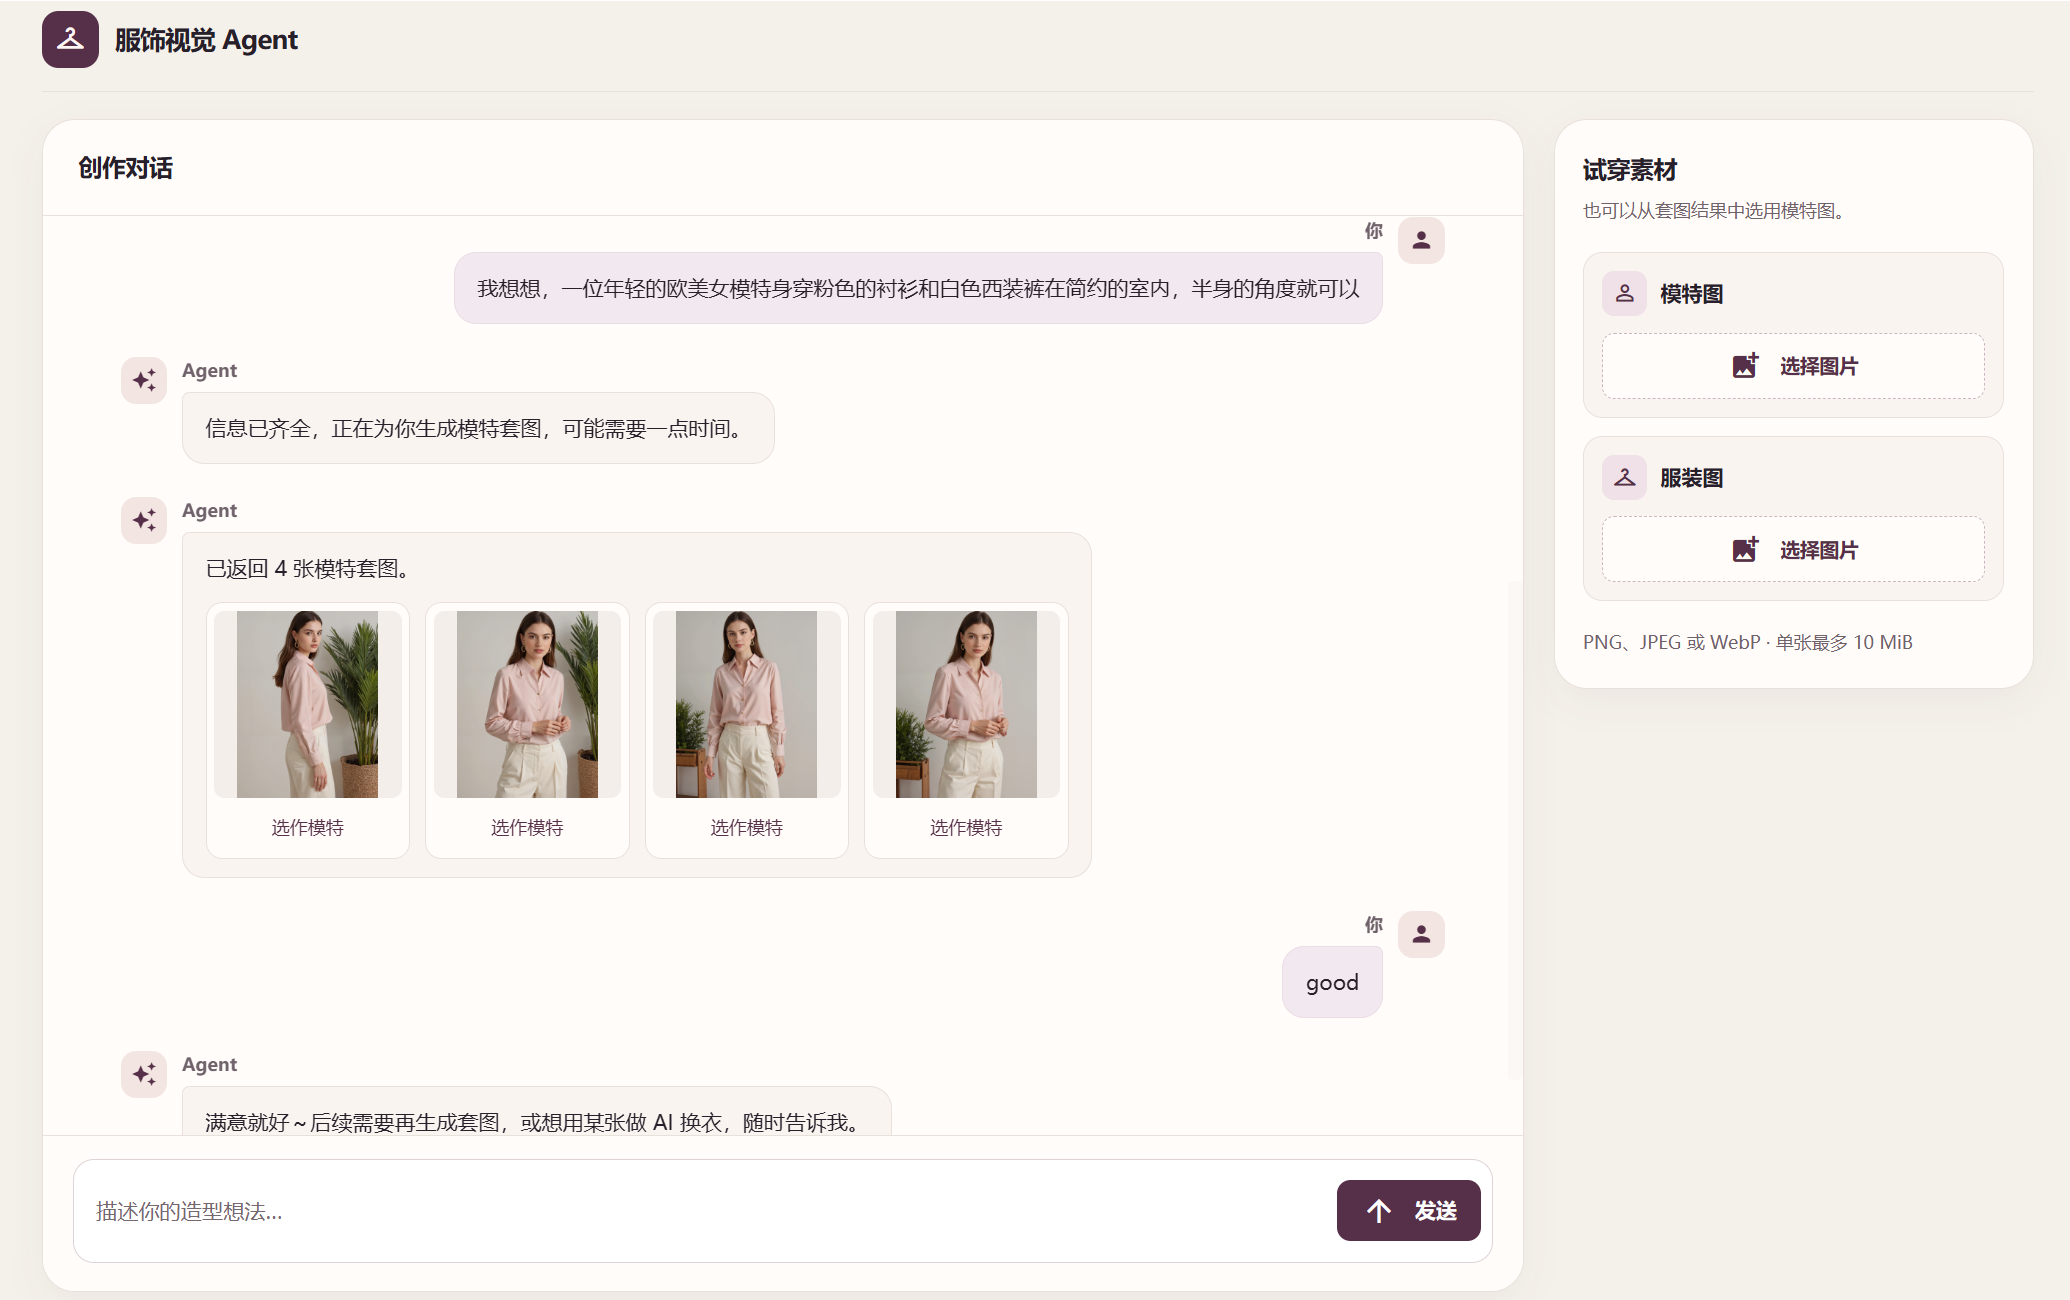 服饰视觉 Agent
创作对话
你
我想想，一位年轻的欧美女模特身穿粉色的衬衫和白色西装裤在简约的室内，半身的角度就可以
Agent
信息已齐全，正在为你生成模特套图，可能需要一点时间。
Agent
已返回 4 张模特套图。
选作模特
选作模特
选作模特
选作模特
你
good
Agent
满意就好～后续需要再生成套图，或想用某张做 AI 换衣，随时告诉我。
描述你的造型想法...
发送
试穿素材
也可以从套图结果中选用模特图。
模特图
选择图片
服装图
选择图片
PNG、JPEG 或 WebP · 单张最多 10 MiB